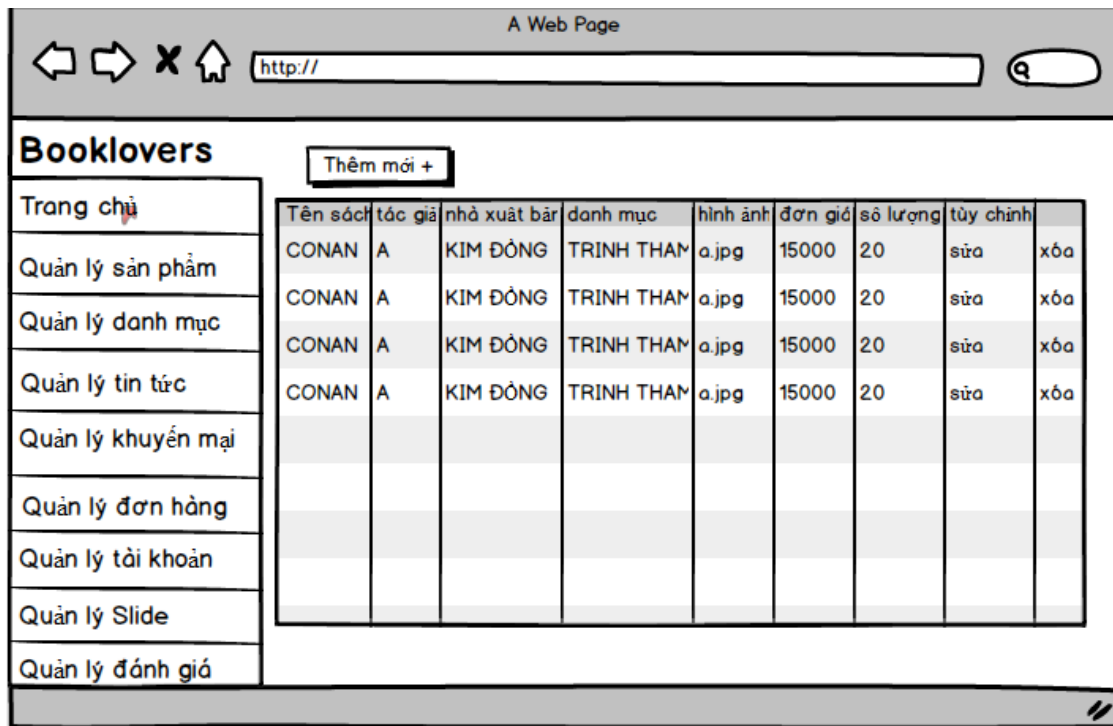 A Web Page
http://
Booklovers
Thêm mới +
Trang chủ
Quản lý sản phẩm
Quản lý danh mục
Quản lý tin tức
Quản lý khuyến mại
Quản lý đơn hàng
Quản lý tài khoản
Quản lý Slide
Quản lý đánh giá
Tên sách tác giả nhà xuât bản danh mục hình ảnh đơn giá sô lượng tùy chỉnh
CONAN A KIM ĐỒNG TRINH THAM a.jpg 15000 20 sửa xóa
CONAN A KIM ĐỒNG TRINH THAM a.jpg 15000 20 sửa xóa
CONAN A KIM ĐỒNG TRINH THAM a.jpg 15000 20 sửa xóa
CONAN A KIM ĐỒNG TRINH THAM a.jpg 15000 20 sửa xóa